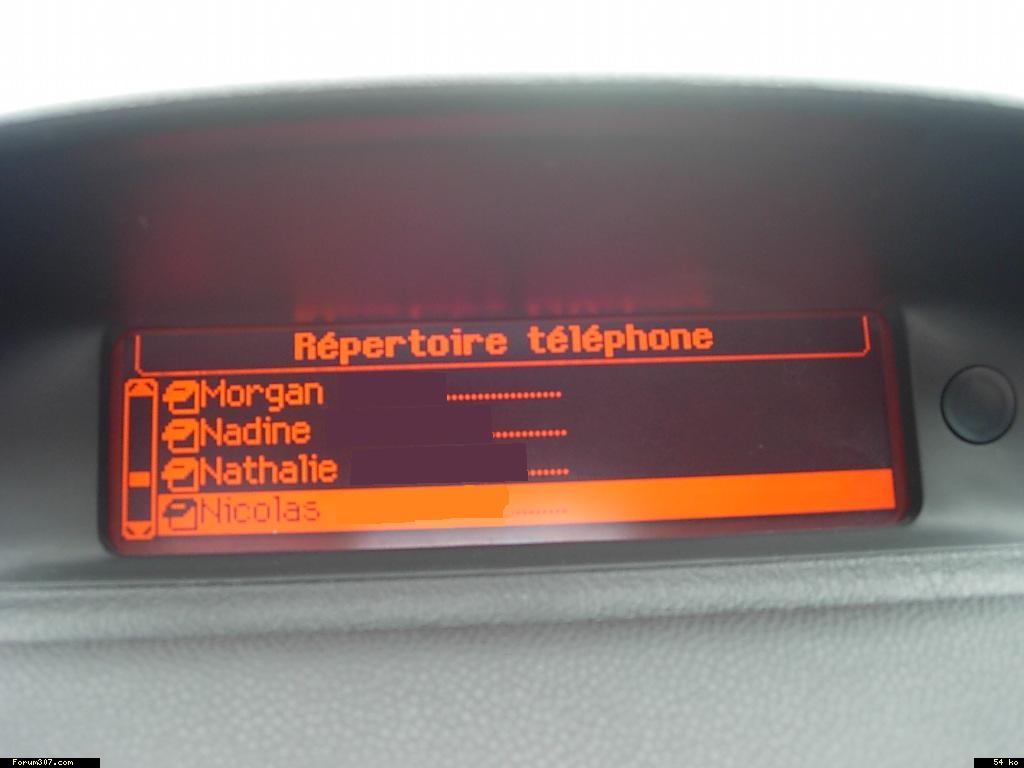 Répertoire téléphone
Morgan ..................
Nadine ...........
Nathalie ......
Nicolas .........
Forum307.com
54 ko